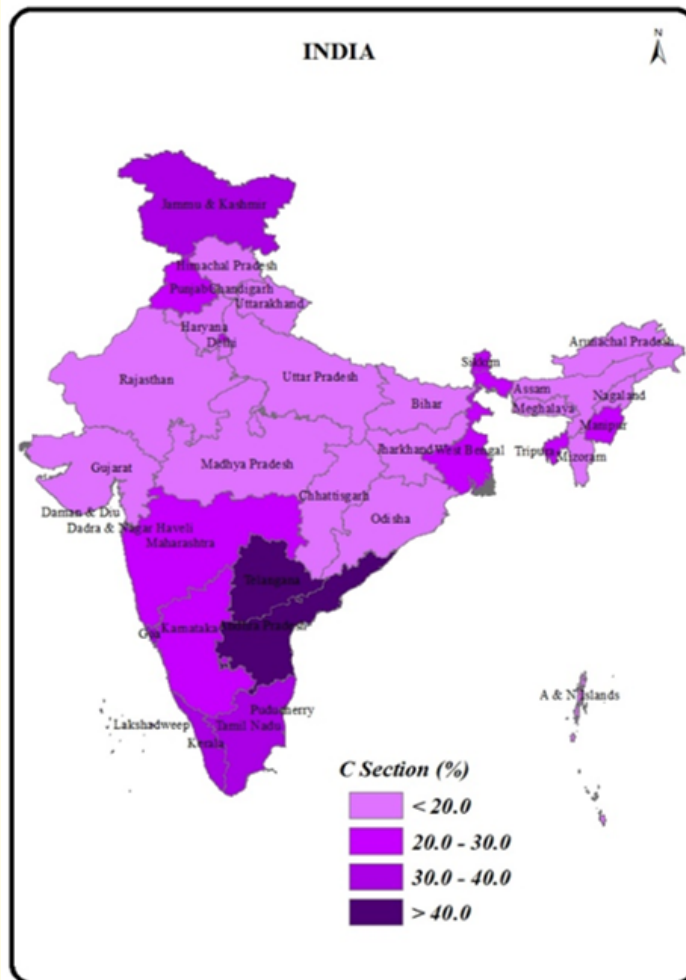 N
INDIA
Jammu & Kashmir
Himachal Pradesh
Punjab
Chandigarh
Uttarakhand
Haryana
Delhi
Arunachal Pradesh
Sikkim
Rajasthan
Uttar Pradesh
Assam
Nagaland
Bihar
Meghalaya
Manipur
Jharkhand
West Bengal
Tripura
Mizoram
Gujarat
Madhya Pradesh
Chhattisgarh
Daman & Diu
Odisha
Dadra & Nagar Haveli
Maharashtra
Telangana
Goa
Karnataka
Andhra Pradesh
A & N Islands
Puducherry
Lakshadweep
Tamil Nadu
Kerala
C Section (%)
< 20.0
20.0 - 30.0
30.0 - 40.0
> 40.0